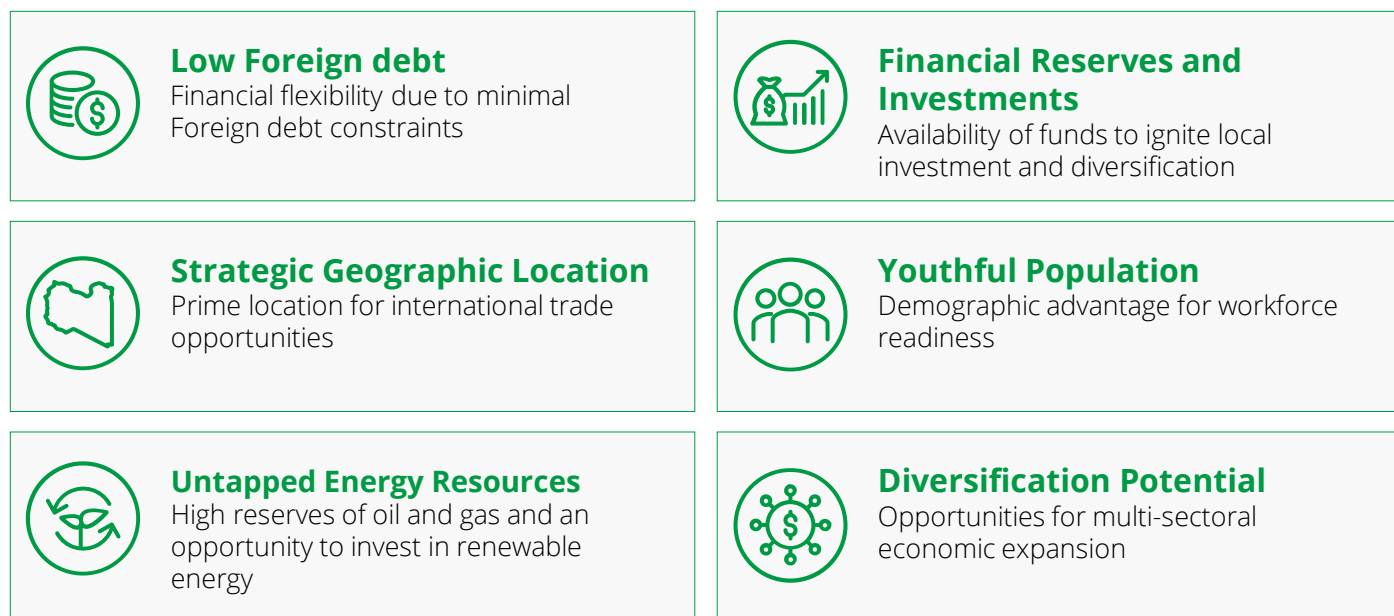 Low Foreign debt
Financial flexibility due to minimal
Foreign debt constraints
Financial Reserves and
Investments
Availability of funds to ignite local
investment and diversification
Strategic Geographic Location
Prime location for international trade
opportunities
Youthful Population
Demographic advantage for workforce
readiness
Untapped Energy Resources
High reserves of oil and gas and an
opportunity to invest in renewable
energy
Diversification Potential
Opportunities for multi-sectoral
economic expansion